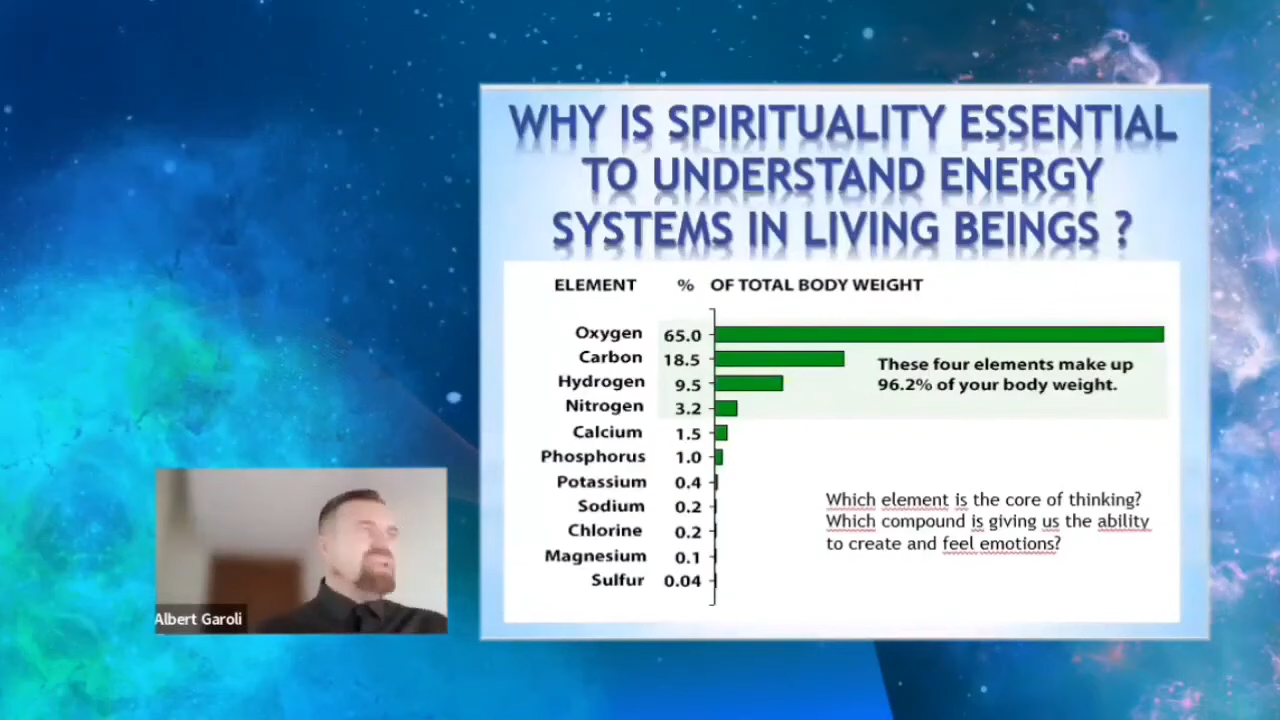 WHY IS SPIRITUALITY ESSENTIAL
TO UNDERSTAND ENERGY
SYSTEMS IN LIVING BEINGS ?
ELEMENT % OF TOTAL BODY WEIGHT
Oxygen 65.0
Carbon 18.5
Hydrogen 9.5
Nitrogen 3.2
These four elements make up
96.2% of your body weight.
Calcium 1.5
Phosphorus 1.0
Potassium 0.4
Sodium 0.2
Chlorine 0.2
Magnesium 0.1
Sulfur 0.04
Which element is the core of thinking?
Which compound is giving us the ability
to create and feel emotions?
Albert Garoli